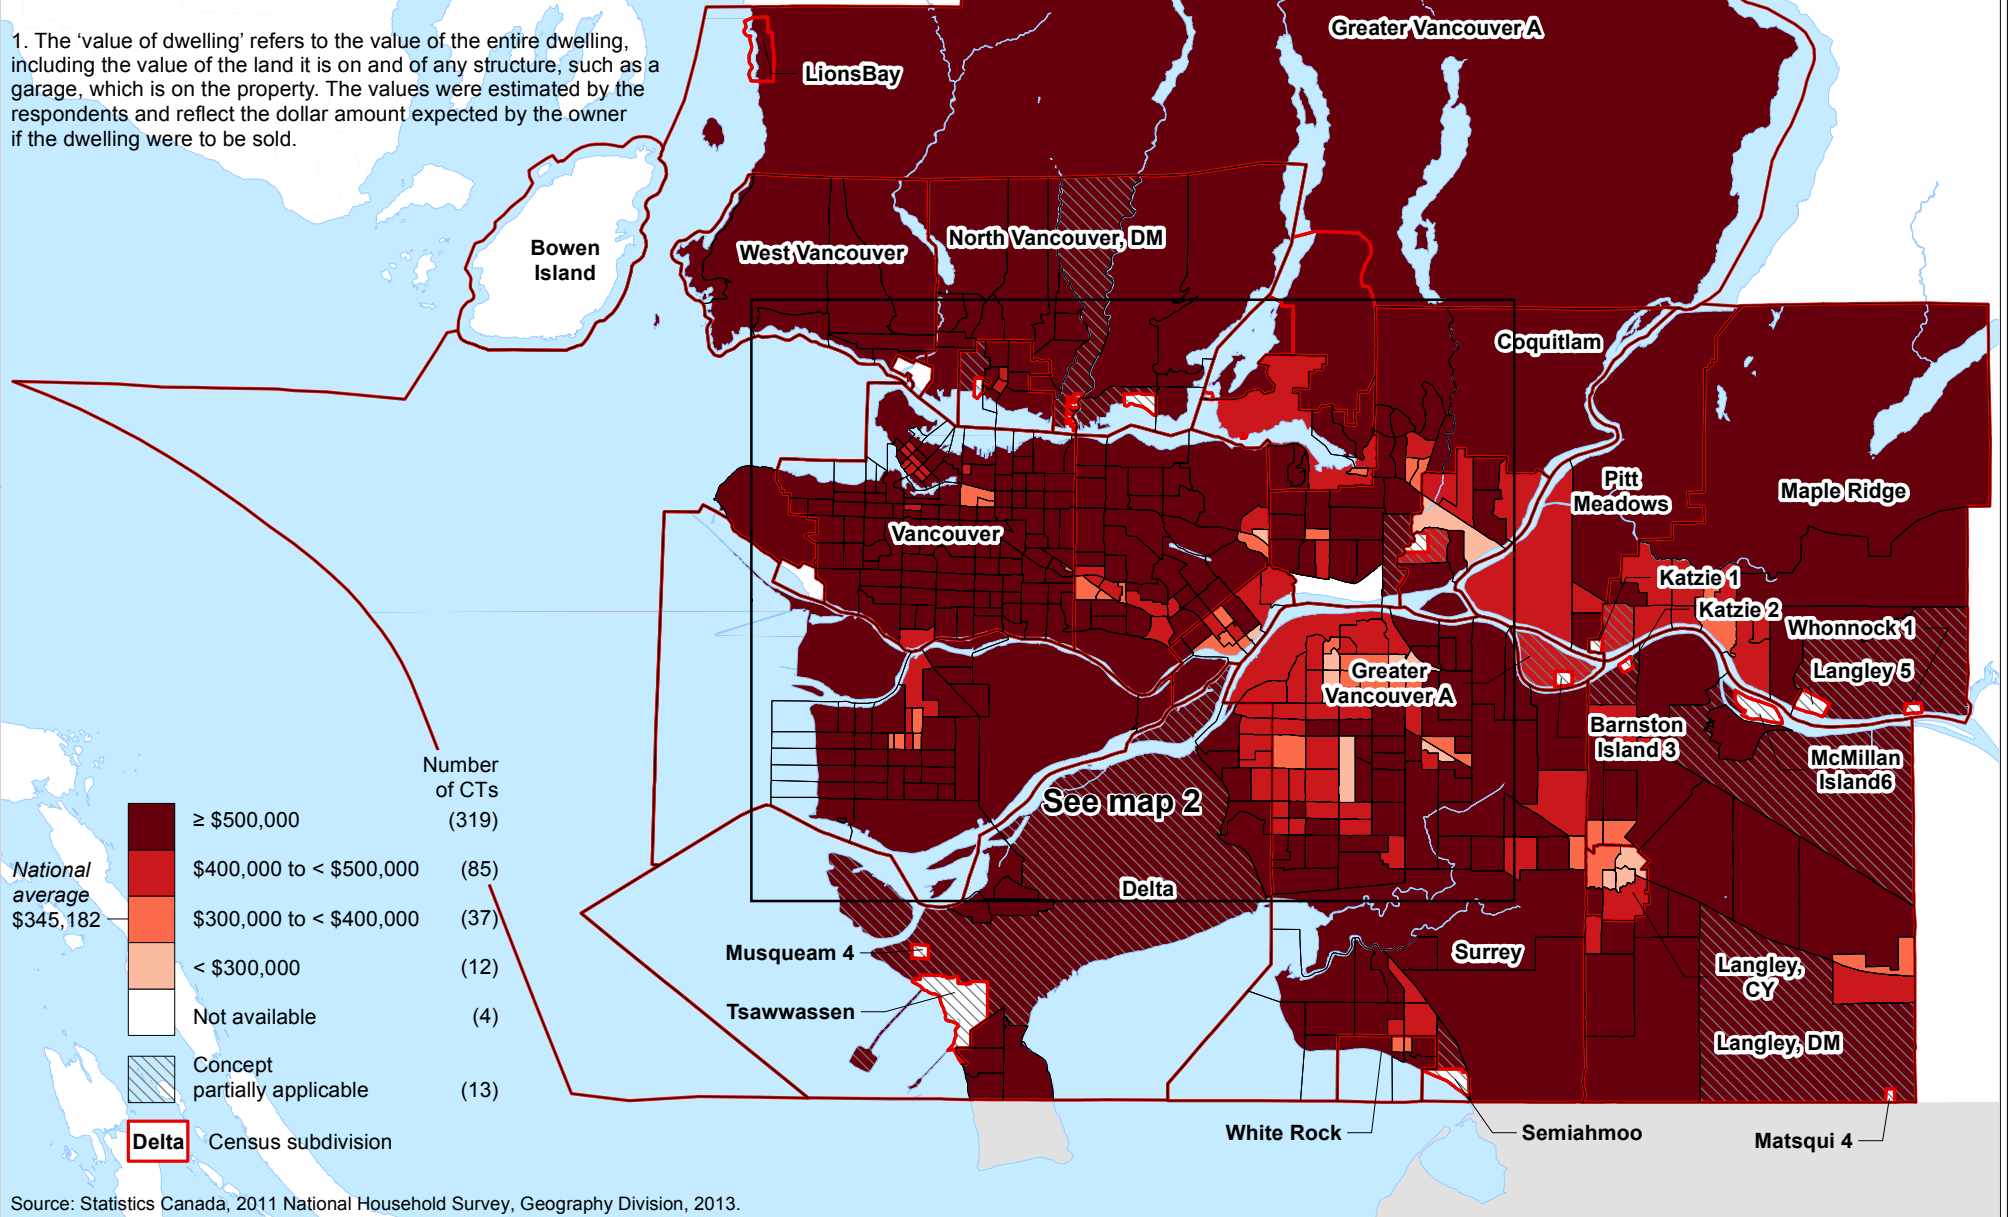 1. The ‘value of dwelling’ refers to the value of the entire dwelling,
including the value of the land it is on and of any structure, such as a
garage, which is on the property. The values were estimated by the
respondents and reflect the dollar amount expected by the owner
if the dwelling were to be sold.
Greater Vancouver A
LionsBay
Bowen
Island
West Vancouver
North Vancouver, DM
Coquitlam
Pitt
Meadows
Maple Ridge
Vancouver
Katzie 1
Katzie 2
Whonnock 1
Langley 5
Greater
Vancouver A
Barnston
Island 3
McMillan
Island6
See map 2
Delta
Musqueam 4
Tsawwassen
Surrey
Langley,
CY
Langley, DM
White Rock
Semiahmoo
Matsqui 4
Number
of CTs
≥ $500,000 (319)
$400,000 to < $500,000 (85)
$300,000 to < $400,000 (37)
< $300,000 (12)
Not available (4)
Concept
partially applicable (13)
National
average
$345,182
Delta Census subdivision
Source: Statistics Canada, 2011 National Household Survey, Geography Division, 2013.